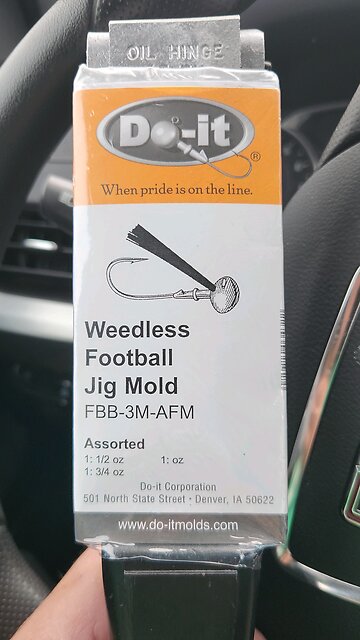 OIL HINGE
Do-it®
When pride is on the line.
Weedless
Football
Jig Mold
FBB-3M-AFM
Assorted
1: 1/2 oz 1: oz
1: 3/4 oz
Do-it Corporation
501 North State Street • Denver, IA 50622
www.do-itmolds.com